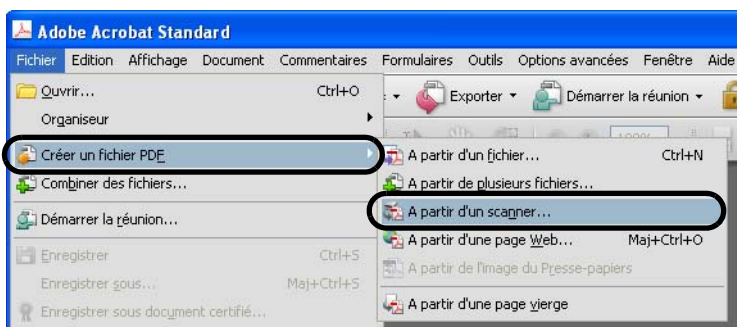 Adobe Acrobat Standard
Fichier Edition Affichage Document Commentaires Formulaires Outils Options avancées Fenêtre Aide
Ouvrir... Ctrl+O
Exporter Démarrer la réunion
Organiseur
Créer un fichier PDF
A partir d'un fichier... Ctrl+N
Combiner des fichiers...
A partir de plusieurs fichiers...
Démarrer la réunion...
A partir d'un scanner...
Enregistrer Ctrl+S
A partir d'une page Web... Maj+Ctrl+O
Enregistrer sous... Maj+Ctrl+S
A partir de l'image du Presse-papiers
Enregistrer sous document certifié...
A partir d'une page vierge